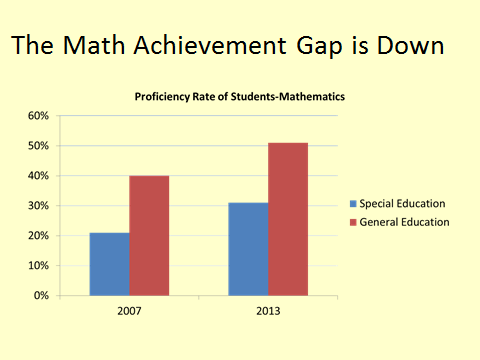 The Math Achievement Gap is Down
Proficiency Rate of Students-Mathematics
60%
50%
40%
30%
20%
10%
0%
2007
2013
Special Education
General Education